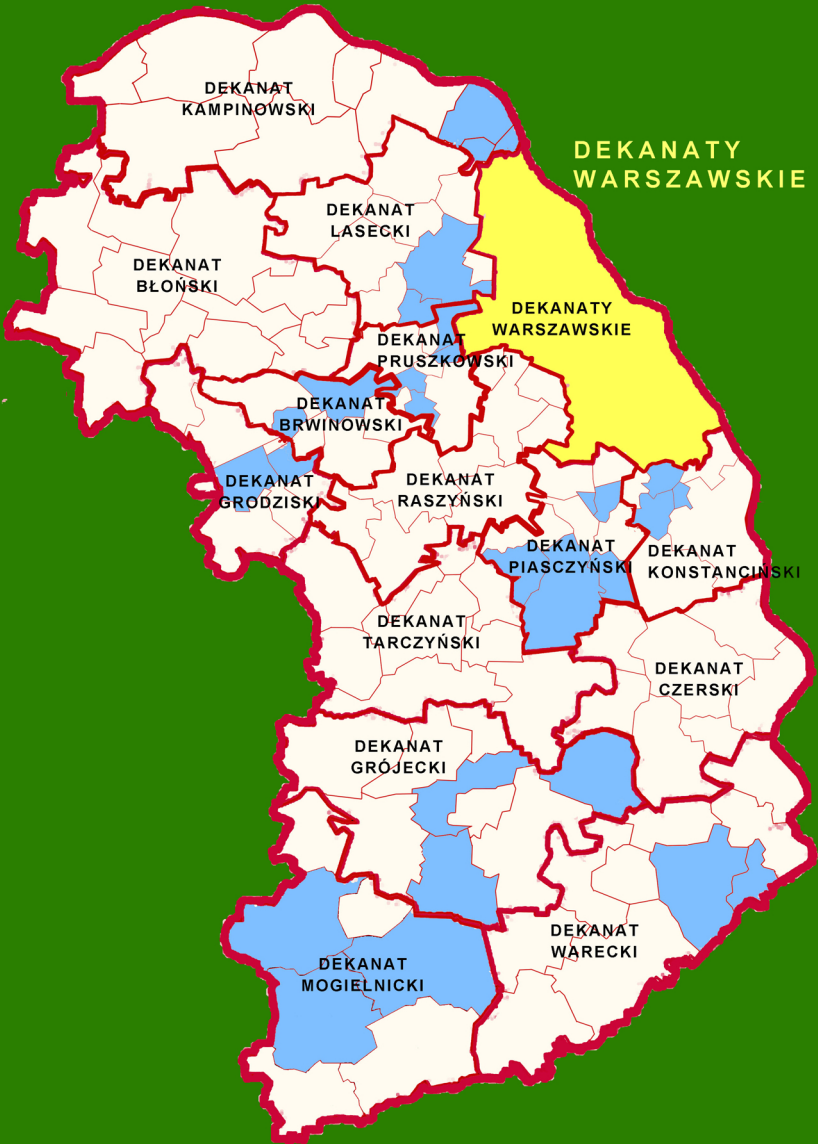 DEKANAT
KAMPINOWSKI
DEKANATY
WARSZAWSKIE
DEKANAT
LASECKI
DEKANAT
BŁOŃSKI
DEKANATY
WARSZAWSKIE
DEKANAT
PRUSZKOWSKI
DEKANAT
BRWINOWSKI
DEKANAT
GRODZISKI
DEKANAT
RASZYŃSKI
DEKANAT
PIASCZYŃSKI
DEKANAT
KONSTANCIŃSKI
DEKANAT
TARCZYŃSKI
DEKANAT
CZERSKI
DEKANAT
GRÓJECKI
DEKANAT
WARECKI
DEKANAT
MOGIELNICKI